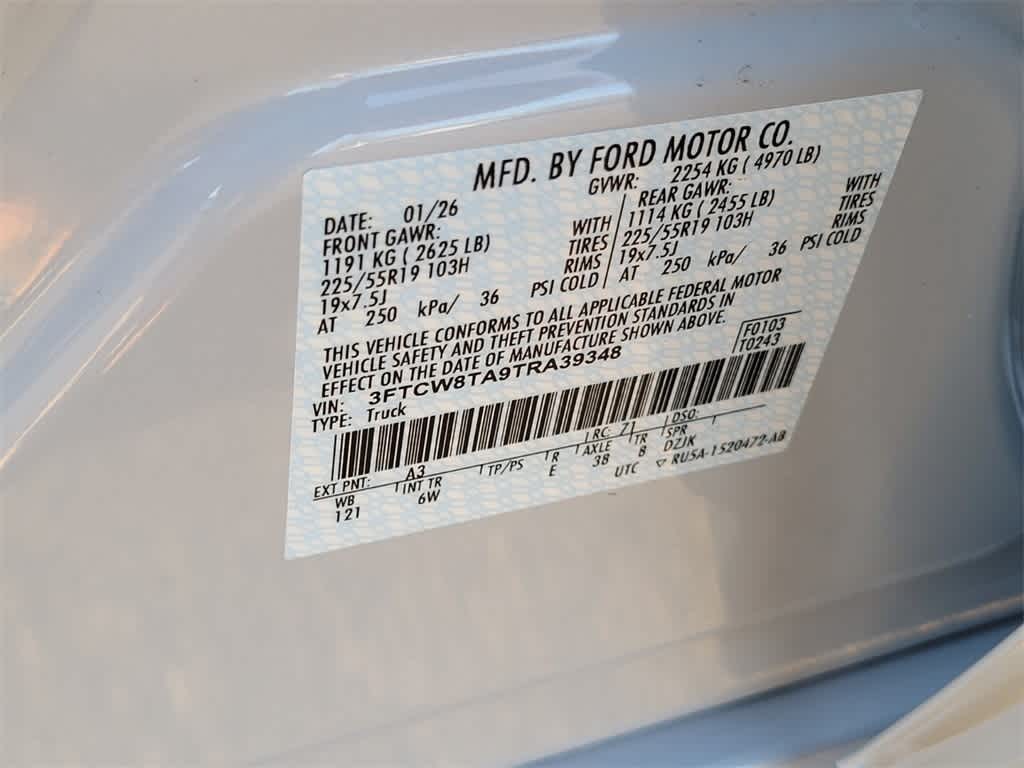 MFD. BY FORD MOTOR CO.
DATE: 01/26 GVWR: 2254 KG ( 4970 LB)
FRONT GAWR: REAR GAWR:
1191 KG ( 2625 LB) WITH 1114 KG ( 2455 LB) WITH
225/55R19 103H TIRES 225/55R19 103H TIRES
19x7.5J RIMS 19x7.5J RIMS
AT 250 kPa/ 36 PSI COLD AT 250 kPa/ 36 PSI COLD
THIS VEHICLE CONFORMS TO ALL APPLICABLE FEDERAL MOTOR
VEHICLE SAFETY AND THEFT PREVENTION STANDARDS IN
EFFECT ON THE DATE OF MANUFACTURE SHOWN ABOVE.
F0103
T0243
VIN: 3FTCW8TA9TRA39348
TYPE: Truck
EXT PNT: A3 RC: 71 DSO:
WB INT TR TP/PS R AXLE TR SPR
121 6W E 3B B DZJK
UTC ▽ RU5A-1520472-AB